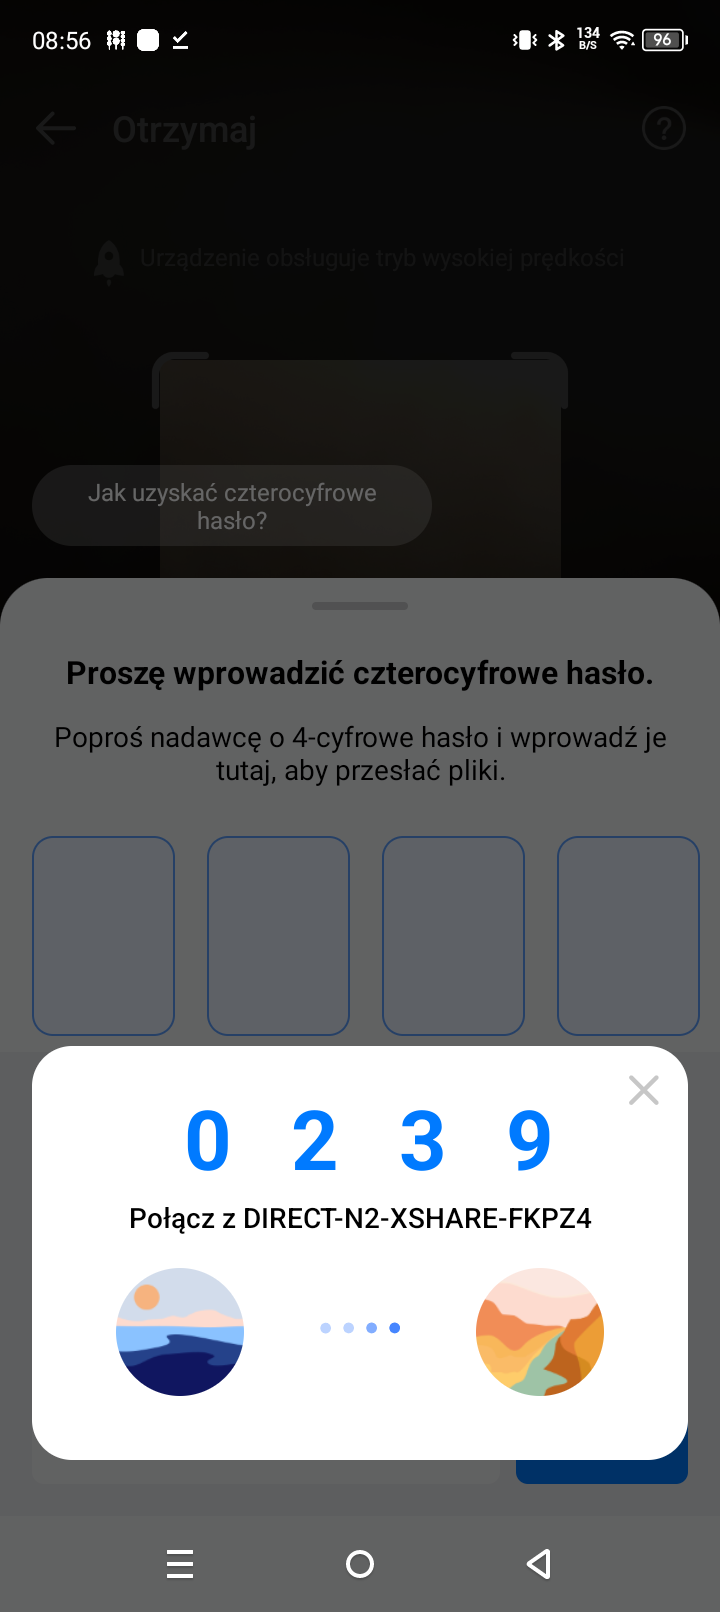 08:56
134
B/S
96
Otrzymaj
?
Urządzenie obsługuje tryb wysokiej prędkości
Jak uzyskać czterocyfrowe
hasło?
Proszę wprowadzić czterocyfrowe hasło.
Poproś nadawcę o 4-cyfrowe hasło i wprowadź je
tutaj, aby przesłać pliki.
0 2 3 9
Połącz z DIRECT-N2-XSHARE-FKPZ4